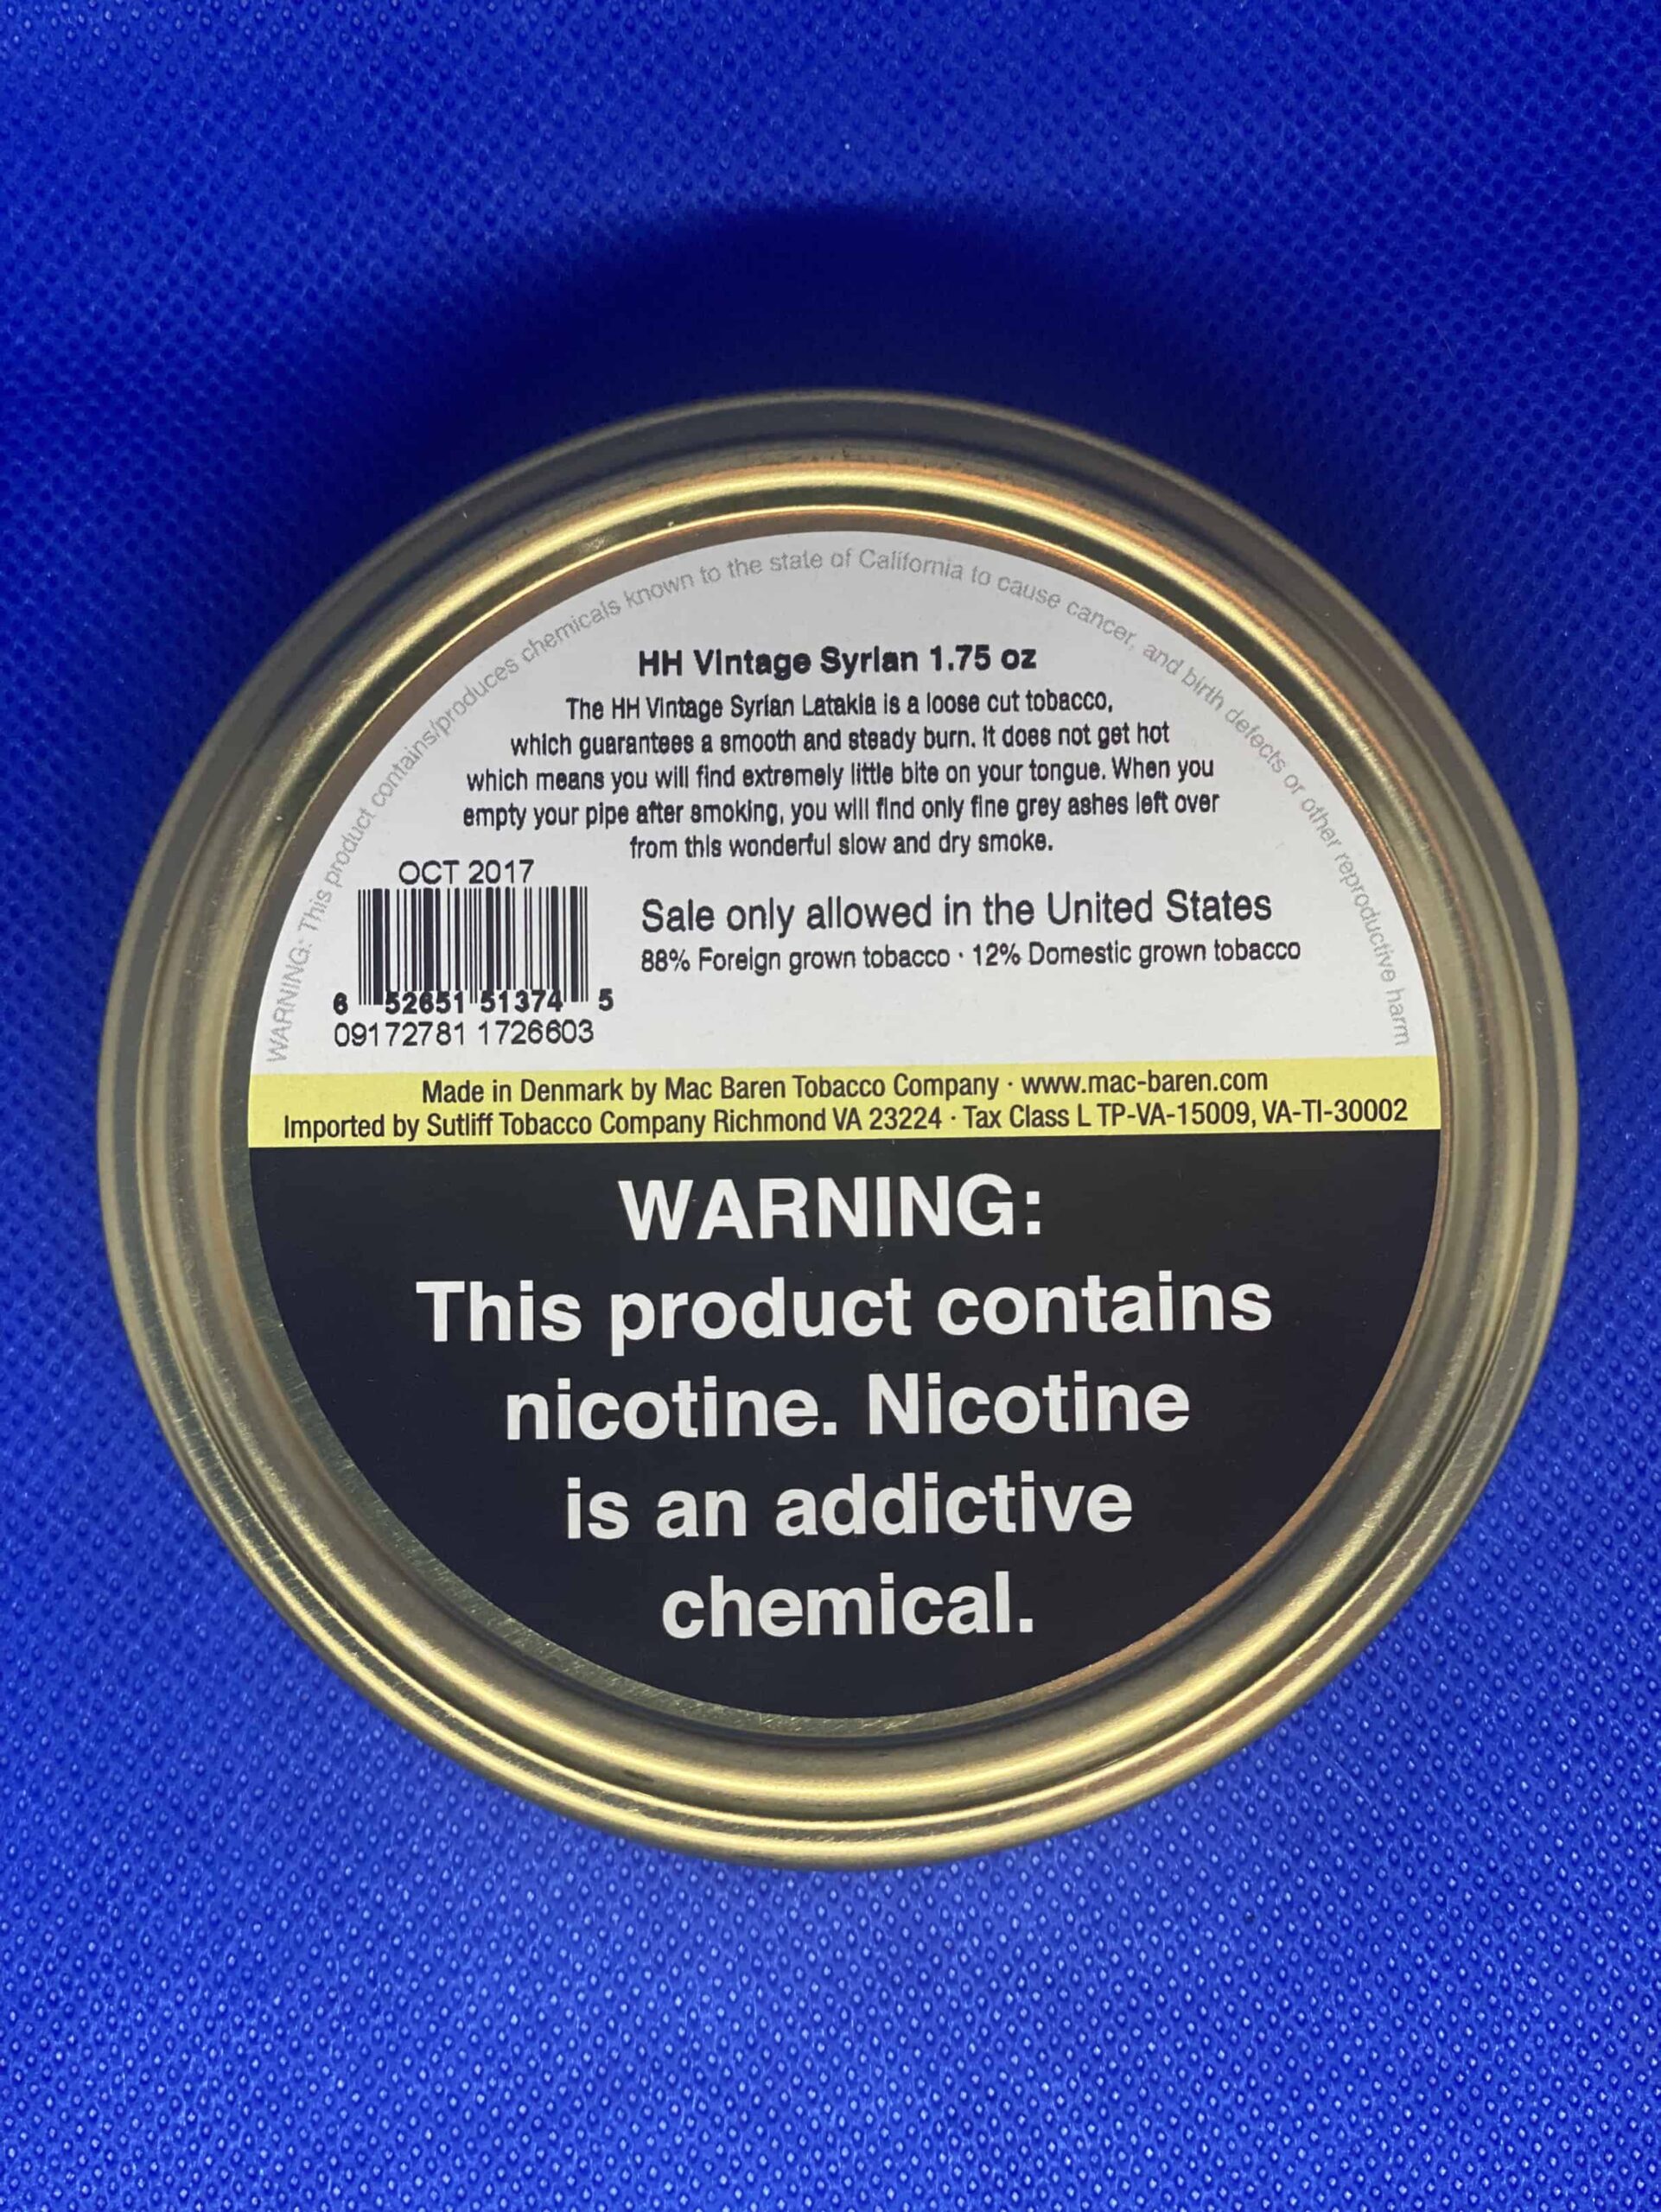 WARNING: This product contains/produces chemicals known to the state of California to cause cancer, and birth defects or other reproductive harm
HH Vintage Syrian 1.75 oz
The HH Vintage Syrian Latakia is a loose cut tobacco,
which guarantees a smooth and steady burn. It does not get hot
which means you will find extremely little bite on your tongue. When you
empty your pipe after smoking, you will find only fine grey ashes left over
from this wonderful slow and dry smoke.
OCT 2017
6 52651 51374 5
09172781 1726603
Sale only allowed in the United States
88% Foreign grown tobacco · 12% Domestic grown tobacco
Made in Denmark by Mac Baren Tobacco Company · www.mac-baren.com
Imported by Sutliff Tobacco Company Richmond VA 23224 · Tax Class L TP-VA-15009, VA-TI-30002
WARNING:
This product contains
nicotine. Nicotine
is an addictive
chemical.